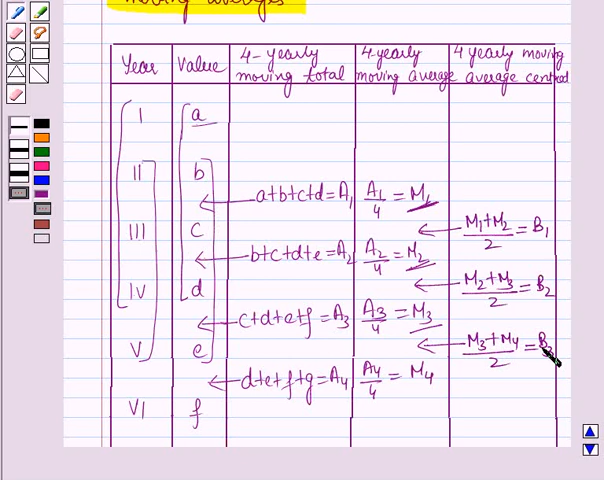 moving averages
Year Value 4-yearly moving total 4 yearly moving average 4 yearly moving average centred
I a
II b
a+b+c+d=A1 A1/4 = M1
III c M1+M2/2 = B1
b+c+d+e=A2 A2/4 = M2
IV d M2+M3/2 = B2
c+d+e+f=A3 A3/4 = M3
V e M3+M4/2 = B3
d+e+f+g=A4 A4/4 = M4
VI f